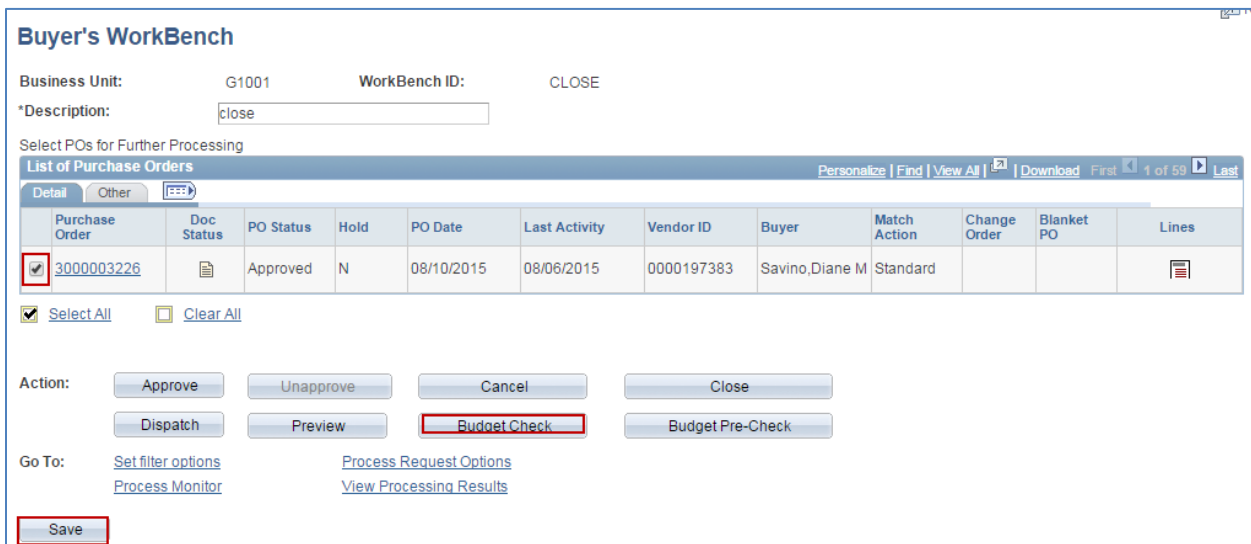 Buyer's WorkBench
Business Unit: G1001 WorkBench ID: CLOSE
*Description: close
Select POs for Further Processing
List of Purchase Orders Personalize | Find | View All | | Download First 1 of 59 Last
Detail Other
Purchase Order Doc Status PO Status Hold PO Date Last Activity Vendor ID Buyer Match Action Change Order Blanket PO Lines
3000003226 Approved N 08/10/2015 08/06/2015 0000197383 Savino,Diane M Standard
Select All Clear All
Action: Approve Unapprove Cancel Close
Dispatch Preview Budget Check Budget Pre-Check
Go To: Set filter options Process Request Options
Process Monitor View Processing Results
Save